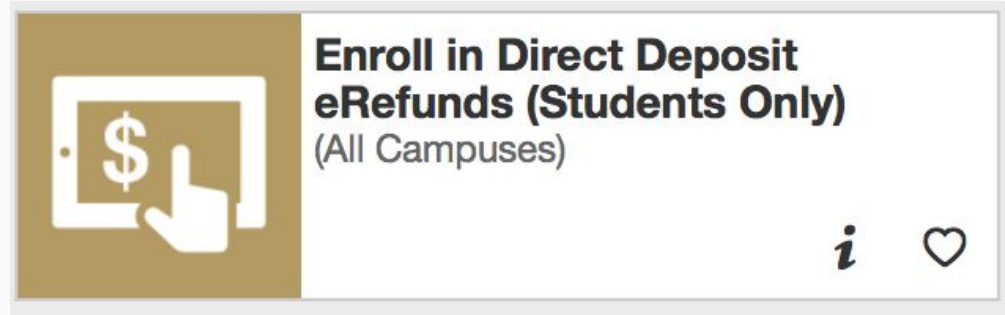 Enroll in Direct Deposit
eRefunds (Students Only)
(All Campuses)
$
i